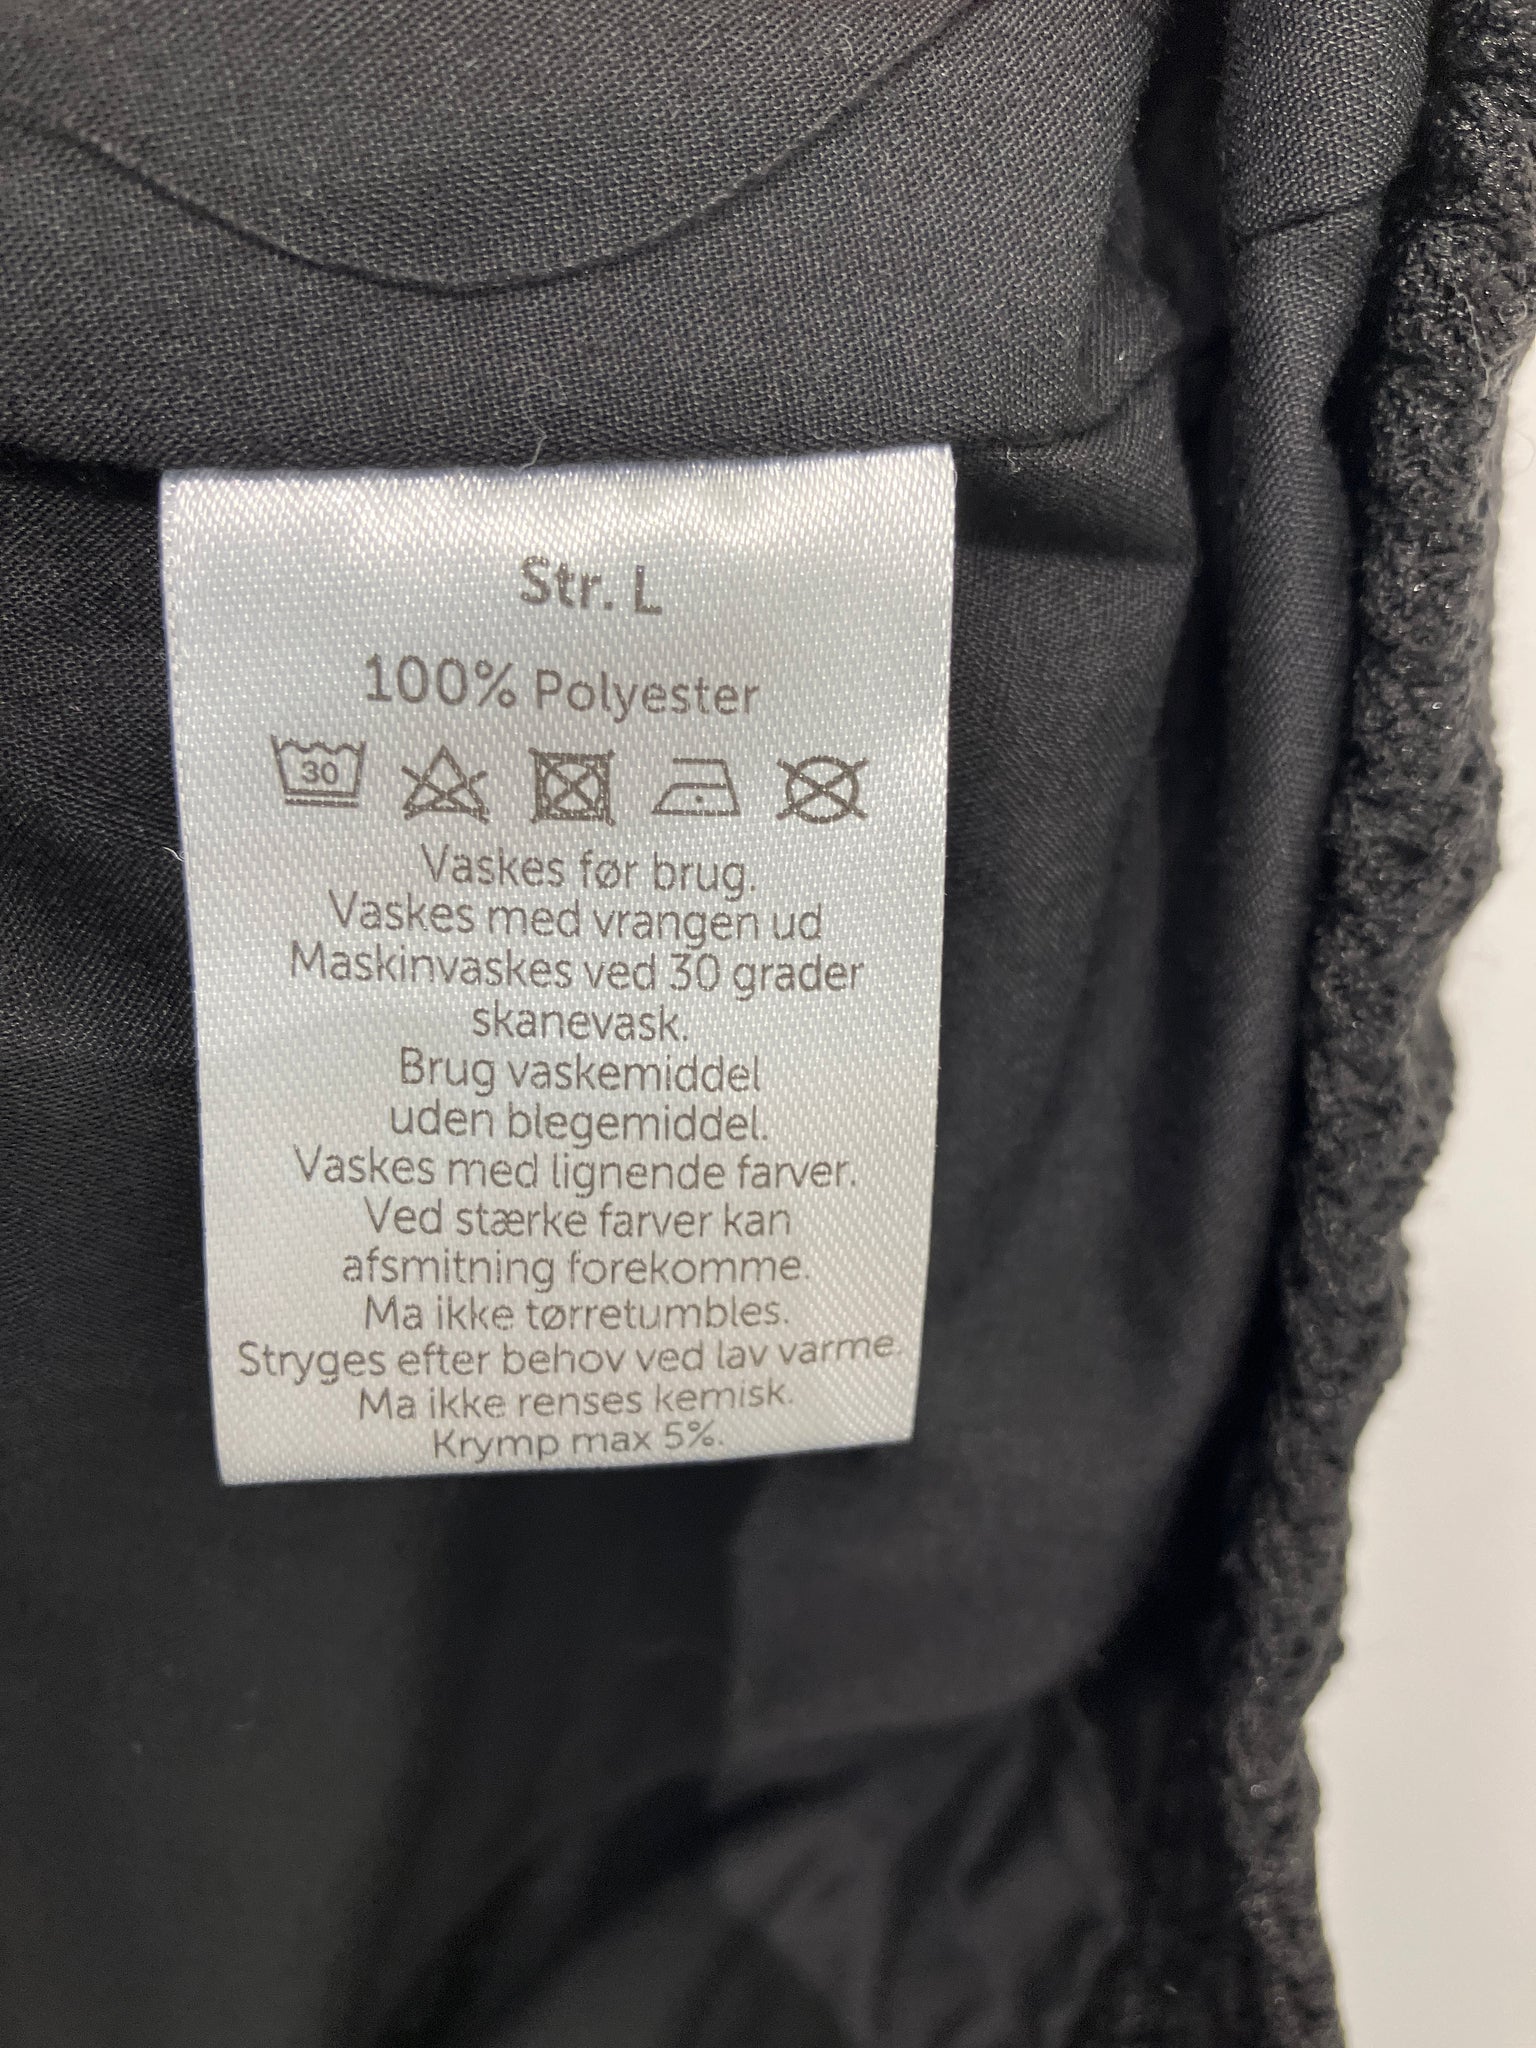 Str. L
100% Polyester
30
Vaskes før brug.
Vaskes med vrangen ud
Maskinvaskes ved 30 grader
skanevask.
Brug vaskemiddel
uden blegemiddel.
Vaskes med lignende farver.
Ved stærke farver kan
afsmitning forekomme.
Ma ikke tørretumbles.
Stryges efter behov ved lav varme.
Ma ikke renses kemisk.
Krymp max 5%.